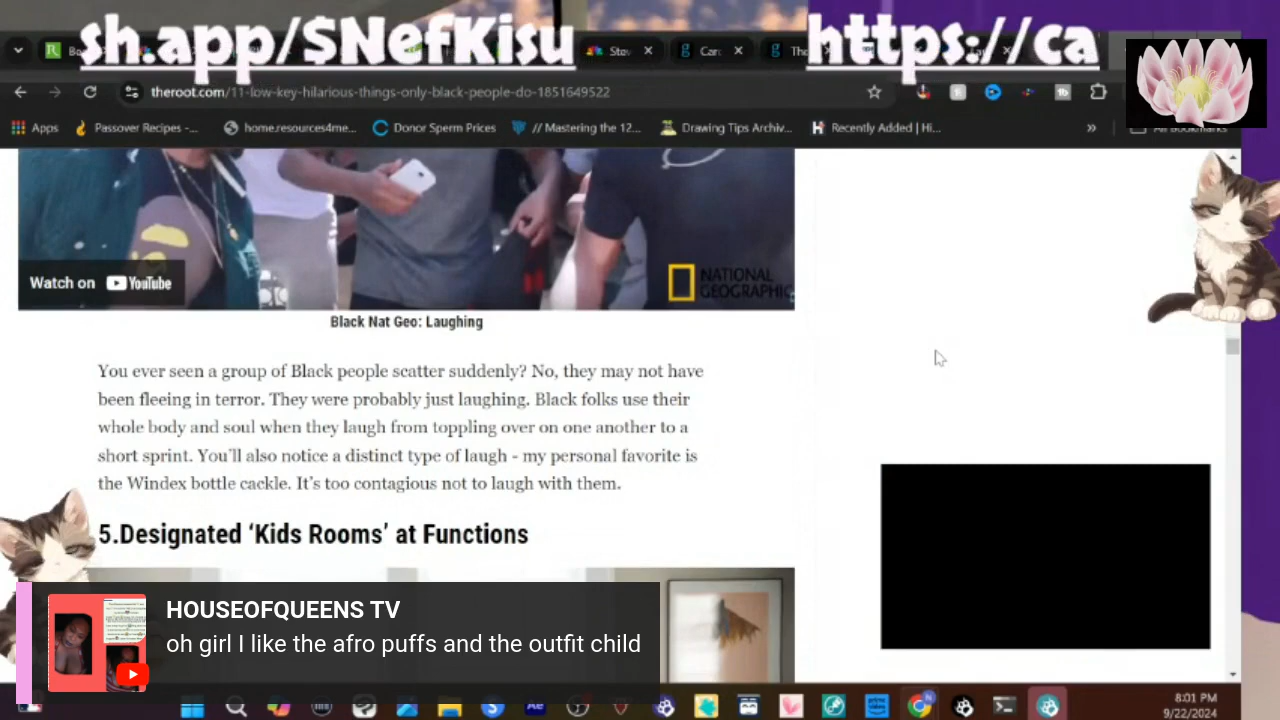 sh.app/$NefKisu https://ca
Stev Carr The
theroot.com/11-low-key-hilarious-things-only-black-people-do-1851649522
Apps Passover Recipes -... home.resources4me... Donor Sperm Prices // Mastering the 12... Drawing Tips Archiv... Recently Added | Hi... » All Bookmarks
Watch on YouTube
NATIONAL
GEOGRAPHIC
Black Nat Geo: Laughing
You ever seen a group of Black people scatter suddenly? No, they may not have
been fleeing in terror. They were probably just laughing. Black folks use their
whole body and soul when they laugh from toppling over on one another to a
short sprint. You'll also notice a distinct type of laugh - my personal favorite is
the Windex bottle cackle. It's too contagious not to laugh with them.
5.Designated ‘Kids Rooms’ at Functions
HOUSEOFQUEENS TV
oh girl I like the afro puffs and the outfit child
8:01 PM
9/22/2024